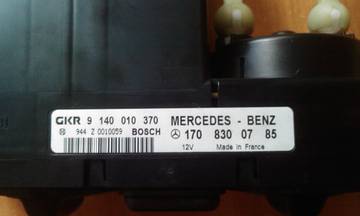 GKR 9 140 010 370 MERCEDES - BENZ
944 Z 0010059 BOSCH 170 830 07 85
12V Made in France